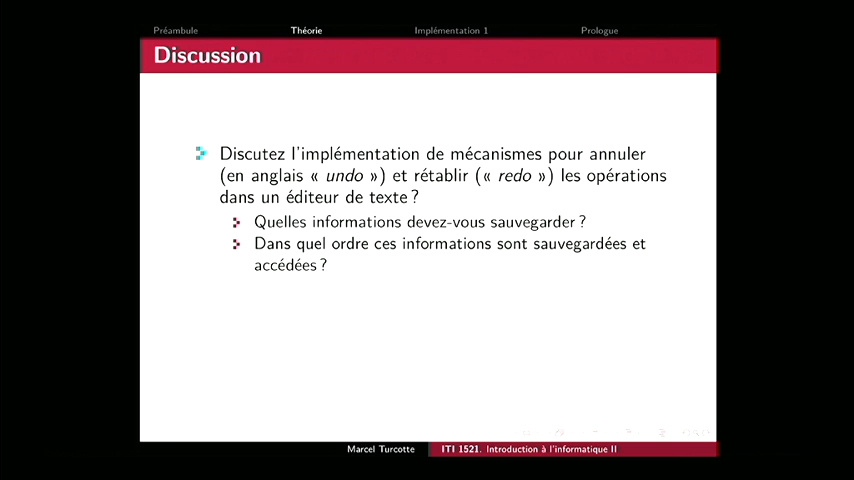 Préambule Théorie Implémentation 1 Prologue
Discussion
Discutez l'implémentation de mécanismes pour annuler
(en anglais « undo ») et rétablir (« redo ») les opérations
dans un éditeur de texte ?
Quelles informations devez-vous sauvegarder ?
Dans quel ordre ces informations sont sauvegardées et
accédées ?
Marcel Turcotte ITI 1521. Introduction à l'informatique II